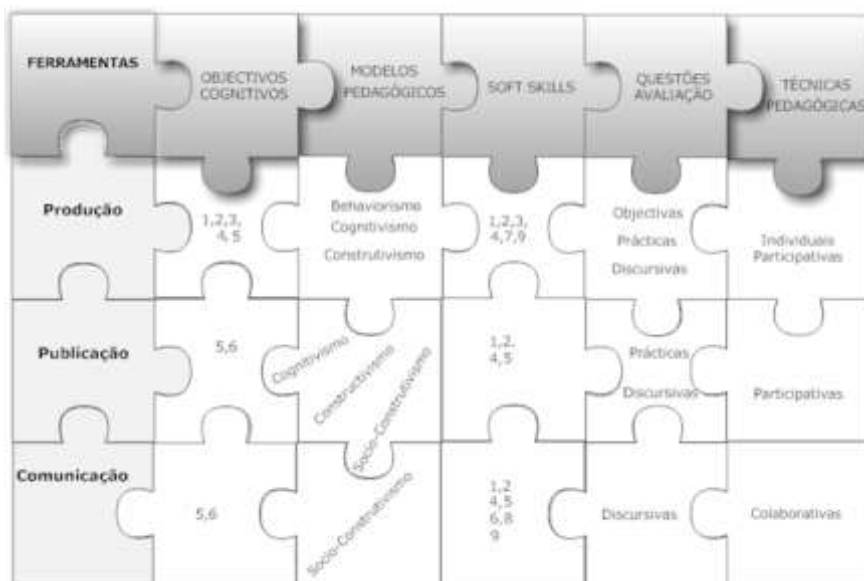 FERRAMENTAS
OBJECTIVOS
COGNITIVOS
MODELOS
PEDAGÓGICOS
SOFT SKILLS
QUESTÕES
AVALIAÇÃO
TÉCNICAS
PEDAGÓGICAS
Produção
1,2,3,
4,5
Behaviorismo
Cognitivismo
Construtivismo
1,2,3,
4,7,9
Objectivas
Prácticas
Discursivas
Individuais
Participativas
Publicação
5,6
Cognitivismo
Constructivismo
Socio-Construtivismo
1,2.
4,5
Prácticas
Discursivas
Participativas
Comunicação
5,6
Socio-Construtivismo
1,2
4,5
6,8
9
Discursivas
Colaborativas